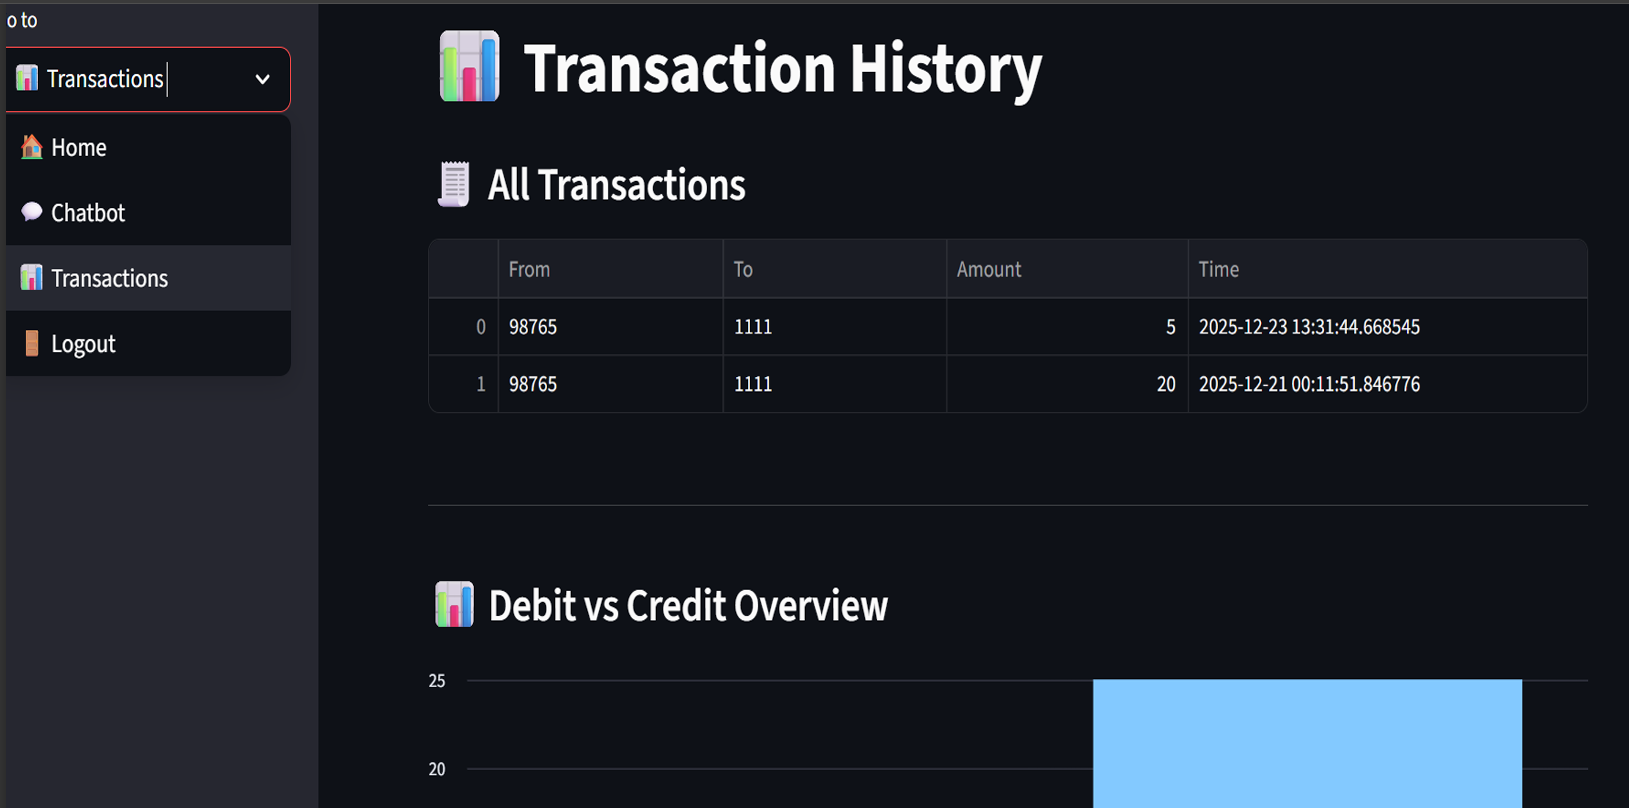 o to
Transactions
Home
Chatbot
Transactions
Logout
Transaction History
All Transactions
From To Amount Time
0 98765 1111 5 2025-12-23 13:31:44.668545
1 98765 1111 20 2025-12-21 00:11:51.846776
Debit vs Credit Overview
25
20